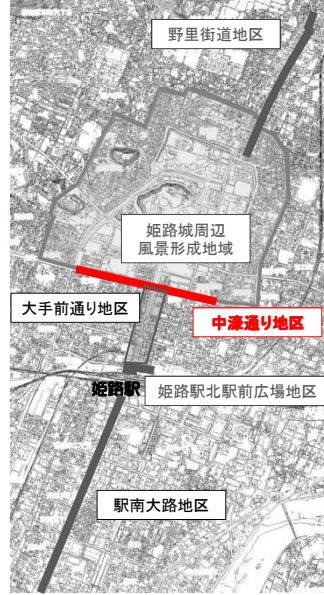 野里街道地区
姫路城周辺
風景形成地域
大手前通り地区
中濠通り地区
姫路駅
姫路駅北駅前広場地区
駅南大路地区